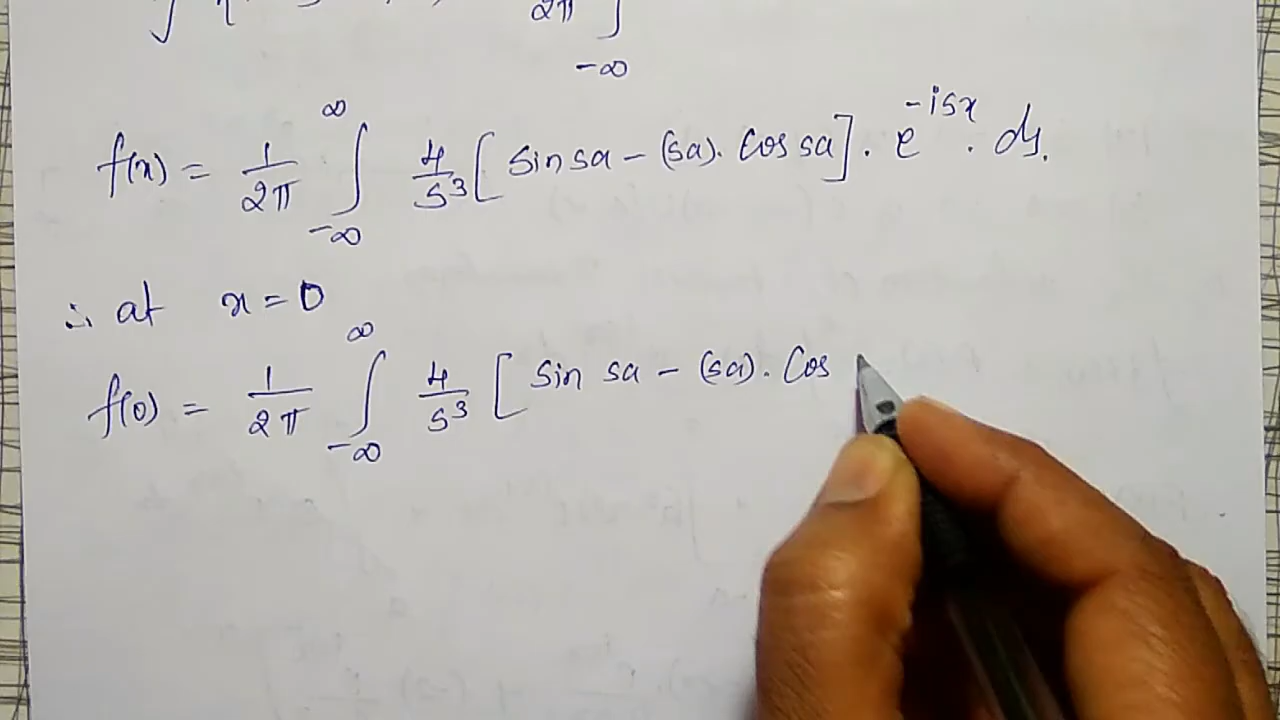 2π ∫
-∞
f(x) = 1/2π ∫_{-∞}^{∞} 4/s³ [ Sin sa - (sa). Cos sa ] . e^{-isx} . ds.
∴ at x = 0
f(0) = 1/2π ∫_{-∞}^{∞} 4/s³ [ Sin sa - (sa). Cos